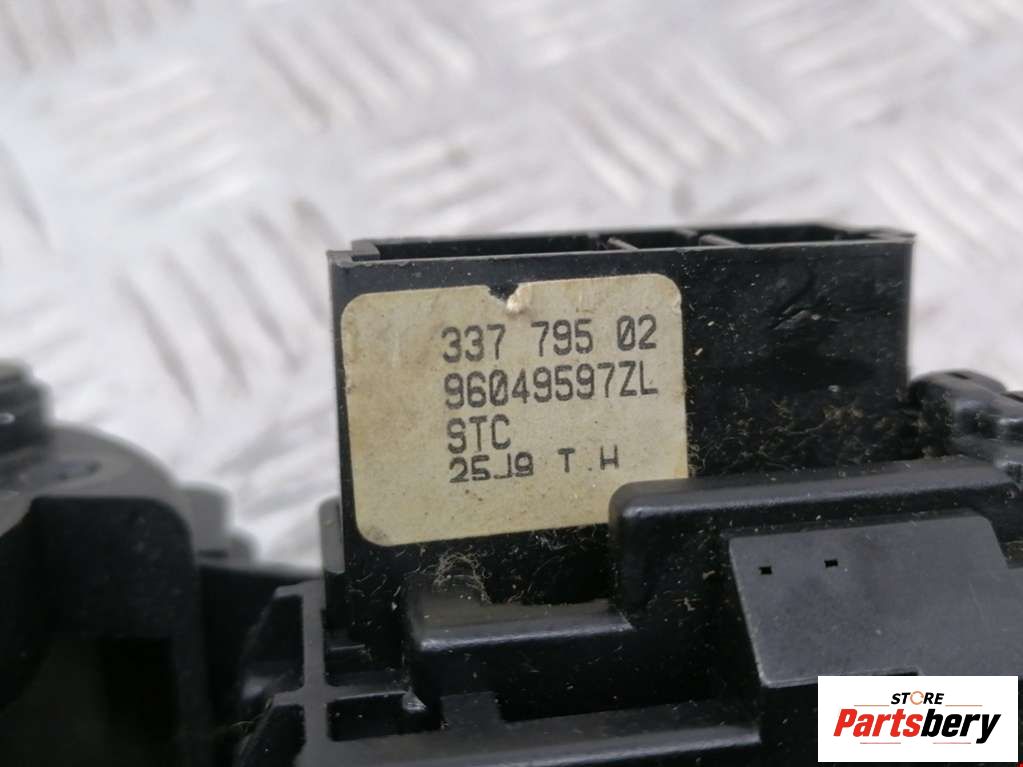 337 795 02
96049597ZL
STC
25J9 T H
STORE
Partsbery